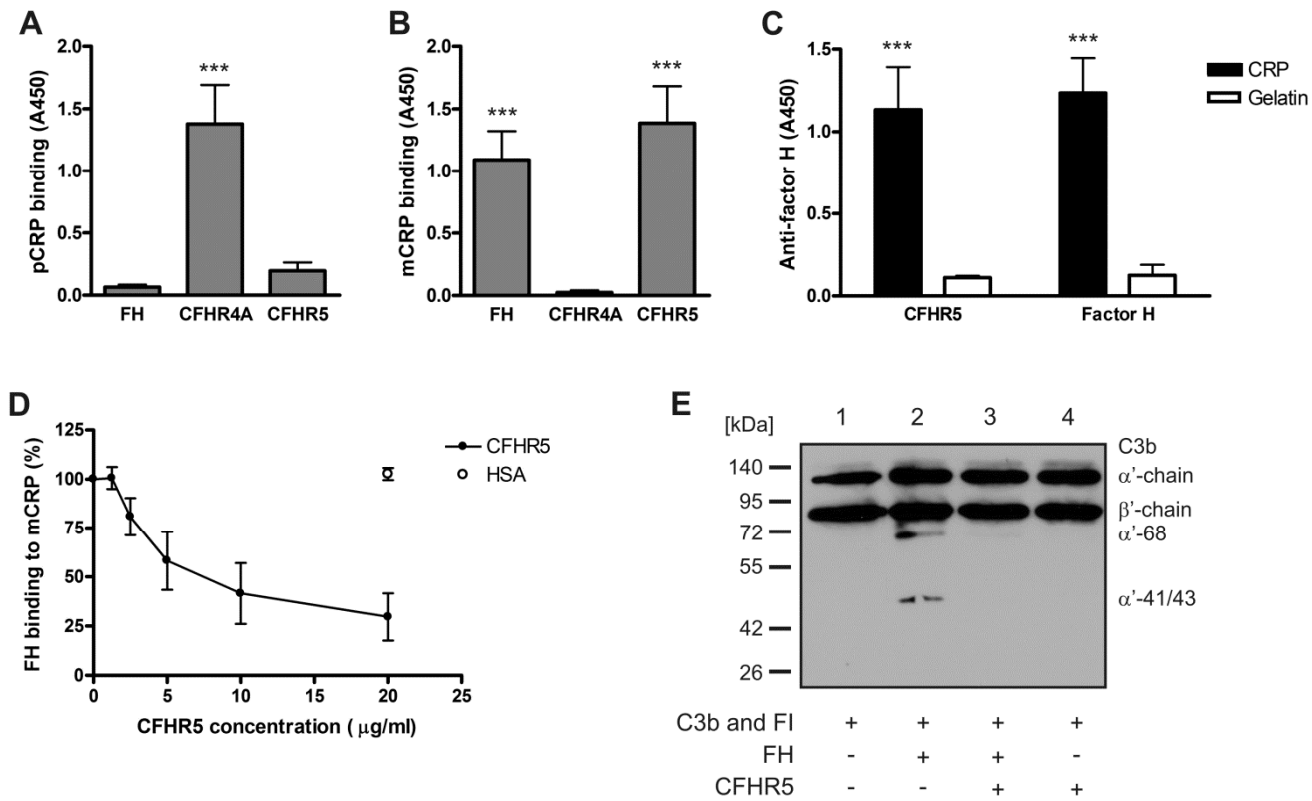 A
pCRP binding (A450)
2.0
1.5
1.0
0.5
0.0
***
FH CFHR4A CFHR5
B
mCRP binding (A450)
2.0
1.5
1.0
0.5
0.0
***
***
FH CFHR4A CFHR5
C
Anti-factor H (A450)
1.5
1.0
0.5
0.0
***
***
CFHR5 Factor H
CRP
Gelatin
D
FH binding to mCRP (%)
125
100
75
50
25
0
0 5 10 15 20 25
CFHR5 concentration ( μg/ml)
CFHR5
HSA
E
[kDa] 1 2 3 4
140
95
72
55
42
26
C3b
α'-chain
β'-chain
α'-68
α'-41/43
C3b and FI + + + +
FH - + + -
CFHR5 - - + +